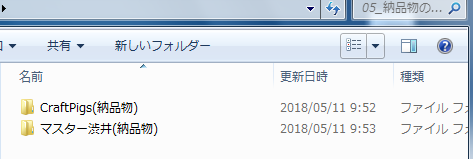 05_納品物の...
共有 新しいフォルダー
名前 更新日時 種類
CraftPigs(納品物) 2018/05/11 9:52 ファイル フォ
マスター渋井(納品物) 2018/05/11 9:53 ファイル フォ